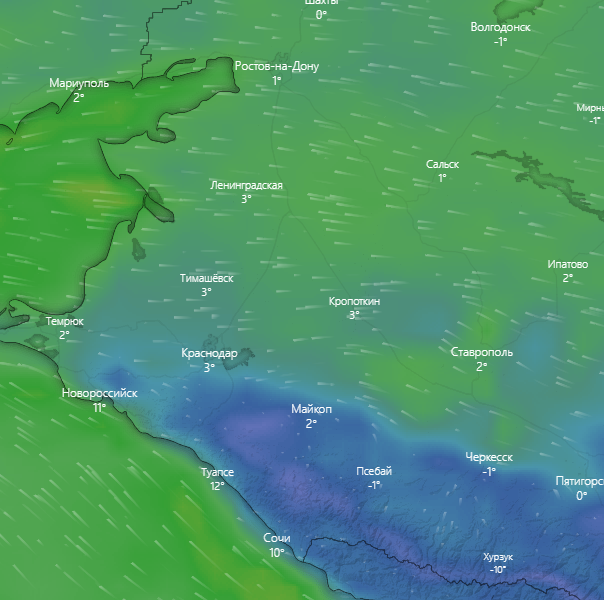 Шахты
0°
Волгодонск
-1°
Ростов-на-Дону
1°
Мариуполь
2°
-1°
Сальск
1°
Ленинградская
3°
Ипатово
2°
Тимашёвск
3°
Кропоткин
3°
Темрюк
2°
Краснодар
3°
Ставрополь
2°
Новороссийск
11°
Майкоп
2°
Черкесск
-1°
Псебай
-1°
Туапсе
12°
Пятигорс
0°
Сочи
10°
Хурзук
-10°